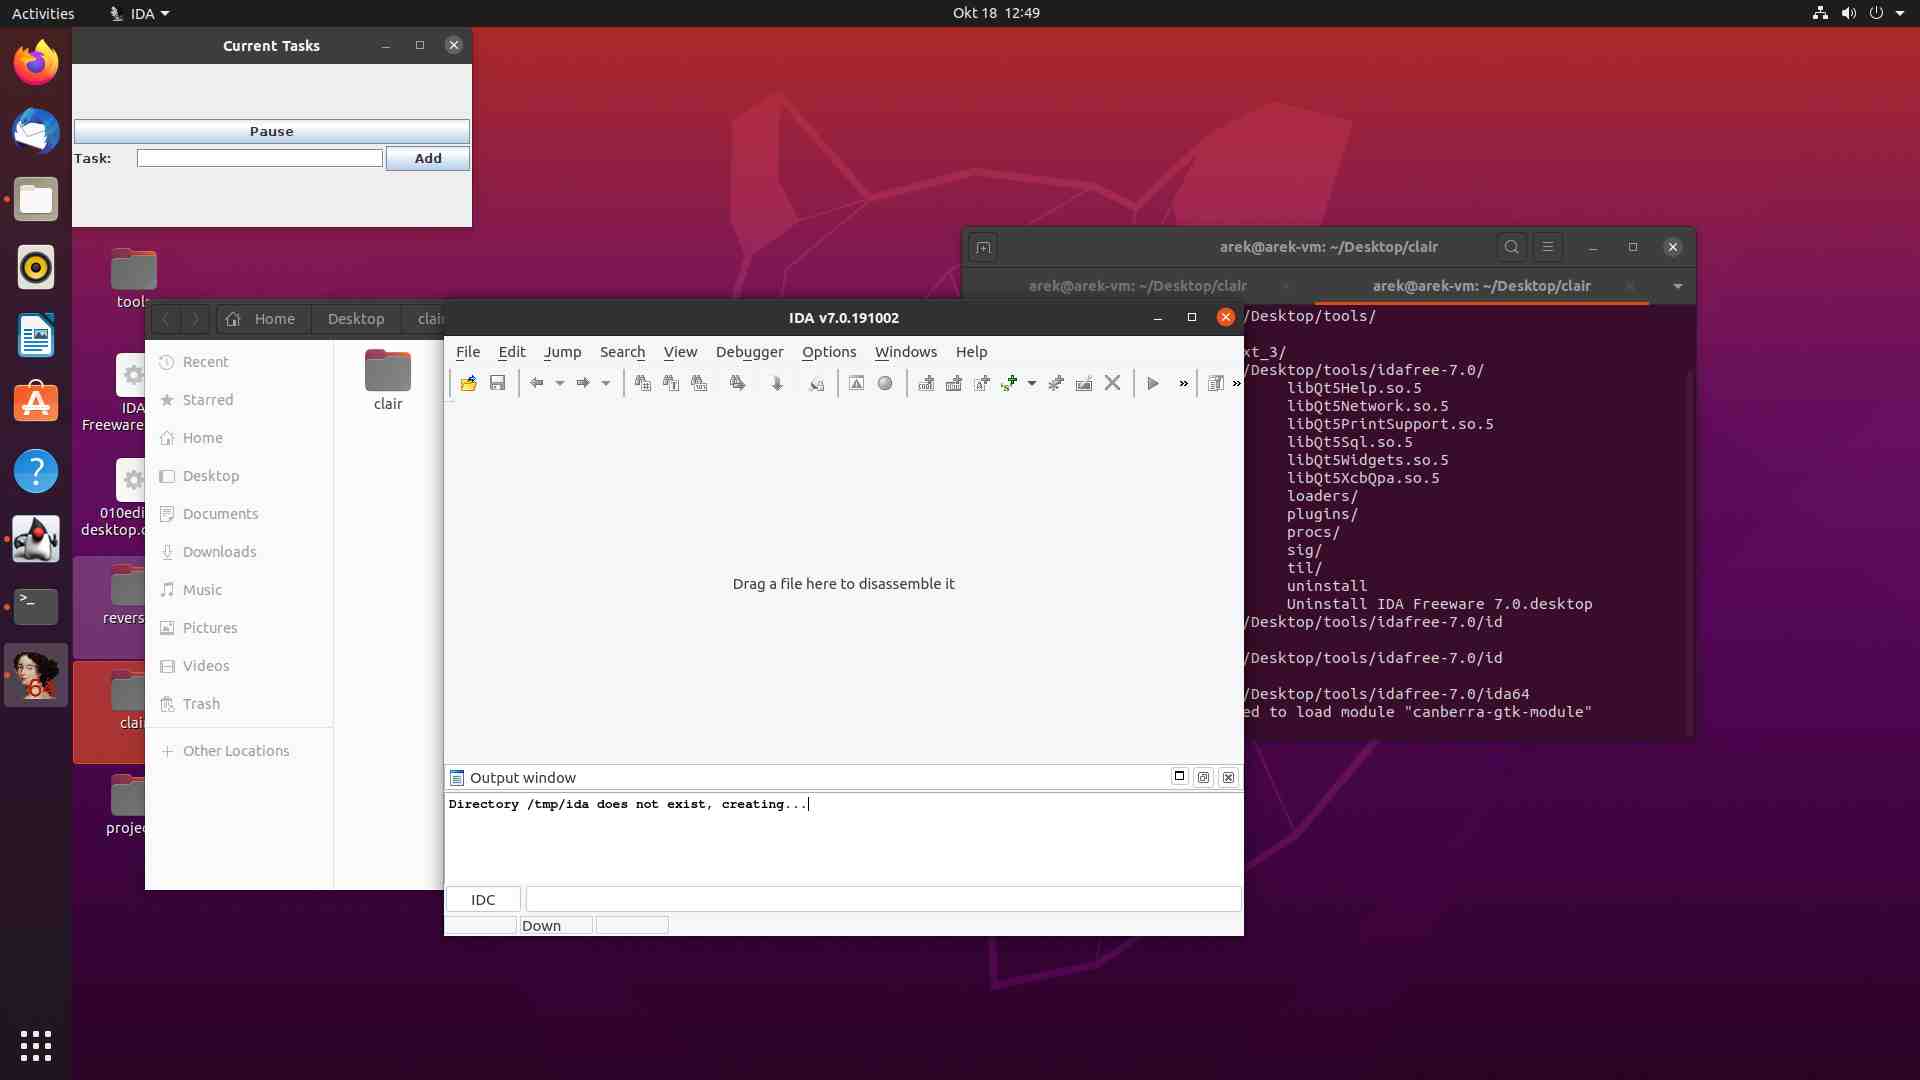 Activities
IDA
Okt 18 12:49
Current Tasks
Pause
Task:
Add
tools
IDA
Freeware
010edi
desktop.
revers
clai
projec
Home
Desktop
clair
Recent
Starred
Home
Desktop
Documents
Downloads
Music
Pictures
Videos
Trash
Other Locations
clair
IDA v7.0.191002
File Edit Jump Search View Debugger Options Windows Help
Drag a file here to disassemble it
Output window
Directory /tmp/ida does not exist, creating...
IDC
Down
arek@arek-vm: ~/Desktop/clair
arek@arek-vm: ~/Desktop/clair
arek@arek-vm: ~/Desktop/clair
/Desktop/tools/
xt_3/
/Desktop/tools/idafree-7.0/
libQt5Help.so.5
libQt5Network.so.5
libQt5PrintSupport.so.5
libQt5Sql.so.5
libQt5Widgets.so.5
libQt5XcbQpa.so.5
loaders/
plugins/
procs/
sig/
til/
uninstall
Uninstall IDA Freeware 7.0.desktop
/Desktop/tools/idafree-7.0/id
/Desktop/tools/idafree-7.0/id
/Desktop/tools/idafree-7.0/ida64
ed to load module "canberra-gtk-module"
64